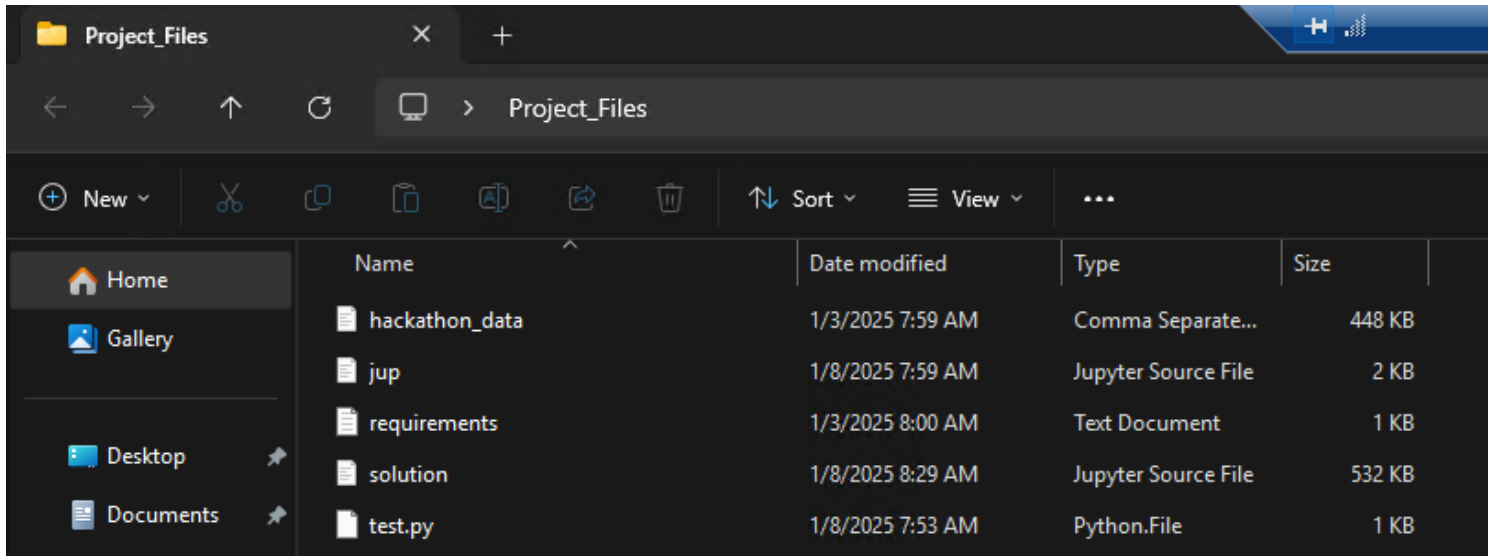 Project_Files
Project_Files
New Sort View
Name Date modified Type Size
Home
Gallery
Desktop
Documents
hackathon_data 1/3/2025 7:59 AM Comma Separate... 448 KB
jup 1/8/2025 7:59 AM Jupyter Source File 2 KB
requirements 1/3/2025 8:00 AM Text Document 1 KB
solution 1/8/2025 8:29 AM Jupyter Source File 532 KB
test.py 1/8/2025 7:53 AM Python.File 1 KB